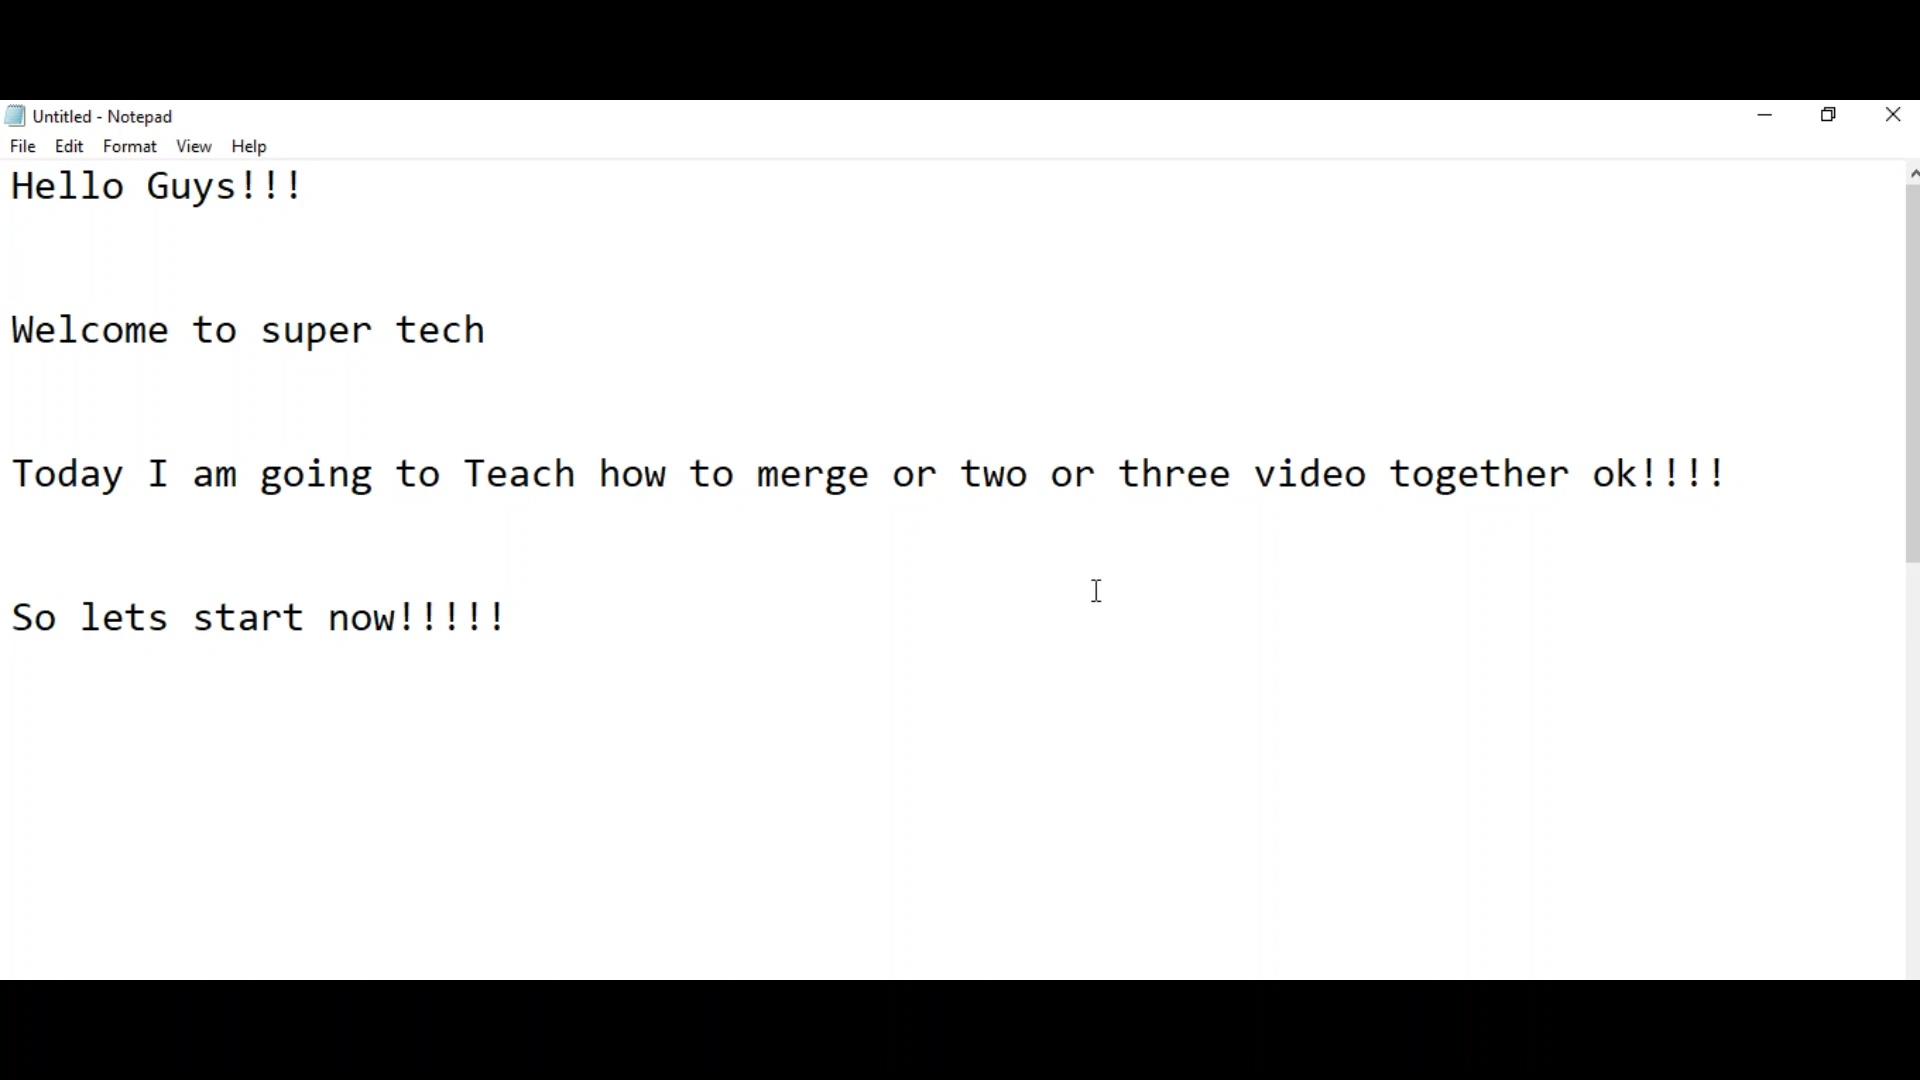 Untitled - Notepad
File Edit Format View Help
Hello Guys!!!
Welcome to super tech
Today I am going to Teach how to merge or two or three video together ok!!!!
So lets start now!!!!!